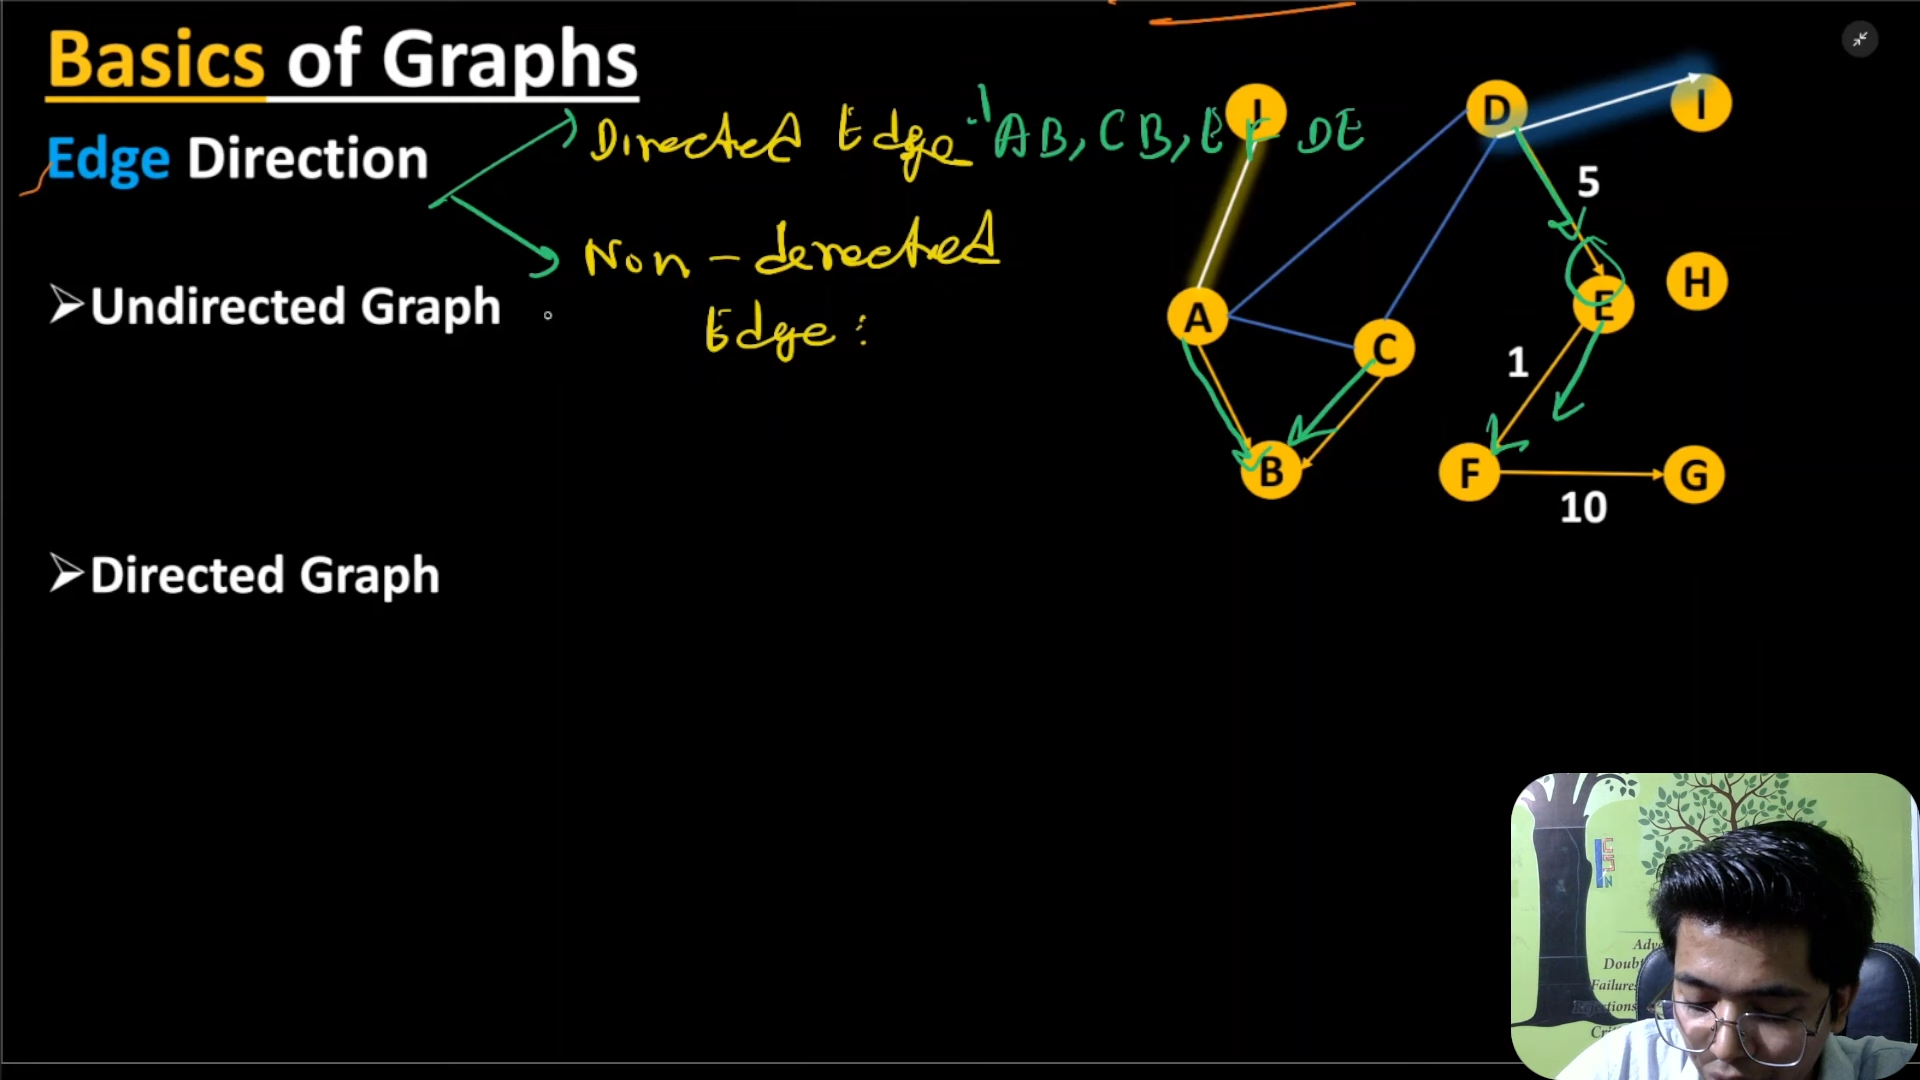 Basics of Graphs
Edge Direction
Directed Edge : AB, CB, EF DE
Non-derected
Edge :
➢Undirected Graph
➢Directed Graph
I
D
I
5
A
C
E
H
1
B
F
G
10